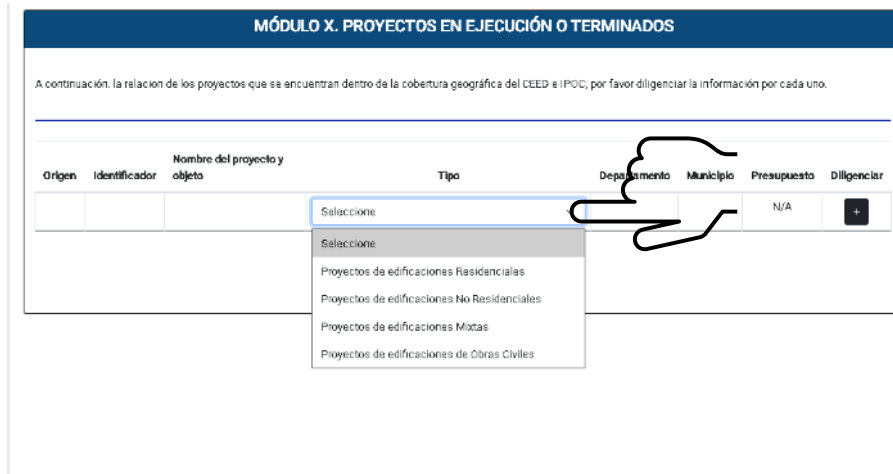 MÓDULO X. PROYECTOS EN EJECUCIÓN O TERMINADOS
A continuación. la relacion de los proyectos que se encuentran dentro de la cobertura geográfica del CEED e IPOC, por favor diligenciar la información por cada uno.
Origen Identificador Nombre del proyecto y objeto Tipo Departamento Municipio Presupuesto Diligenciar
Seleccione N/A +
Seleccione
Proyectos de edificaciones Residenciales
Proyectos de edificaciones No Residenciales
Proyectos de edificaciones Mixtas
Proyectos de edificaciones de Obras Civiles